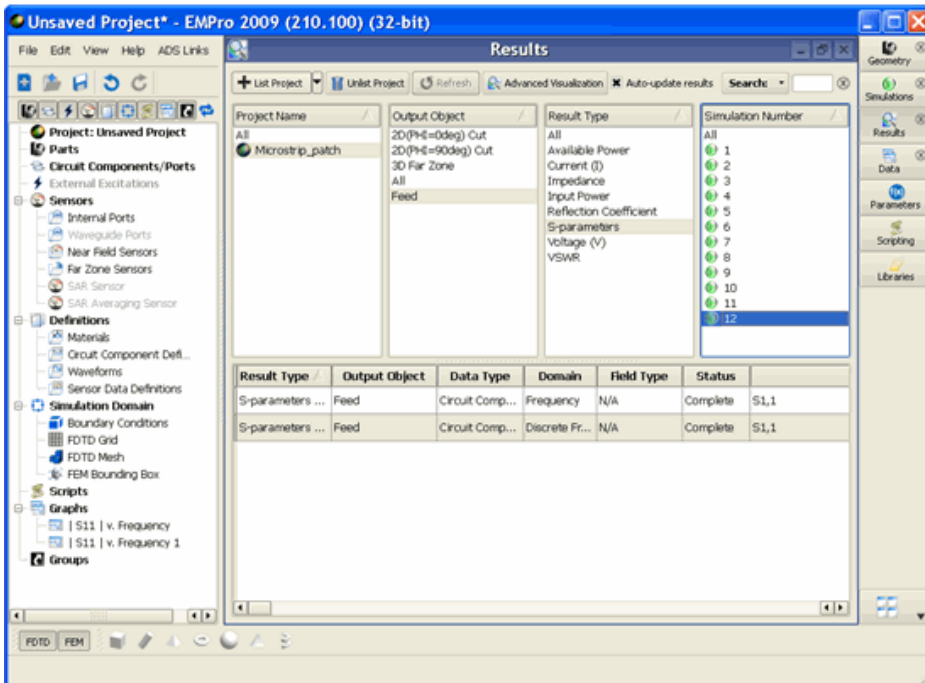 Unsaved Project* - EMPro 2009 (210.100) (32-bit)
File Edit View Help ADS Links
Results
List Project Unlist Project Refresh Advanced Visualization Auto-update results Search:
Project: Unsaved Project
Parts
Circuit Components/Ports
External Excitations
Sensors
Internal Ports
Waveguide Ports
Near Field Sensors
Far Zone Sensors
SAR Sensor
SAR Averaging Sensor
Definitions
Materials
Circuit Component Defi...
Waveforms
Sensor Data Definitions
Simulation Domain
Boundary Conditions
FDTD Grid
FDTD Mesh
FEM Bounding Box
Scripts
Graphs
| S11 | v. Frequency
| S11 | v. Frequency 1
Groups
Project Name
All
Microstrip_patch
Output Object
2D(PHI=0deg) Cut
2D(PHI=90deg) Cut
3D Far Zone
All
Feed
Result Type
All
Available Power
Current (I)
Impedance
Input Power
Reflection Coefficient
S-parameters
Voltage (V)
VSWR
Simulation Number
All
1
2
3
4
5
6
7
8
9
10
11
12
Result Type Output Object Data Type Domain Field Type Status
S-parameters ... Feed Circuit Comp... Frequency N/A Complete S1,1
S-parameters ... Feed Circuit Comp... Discrete Fr... N/A Complete S1,1
Geometry
Simulations
Results
Data
f(x)
Parameters
Scripting
Libraries
FDTD FEM